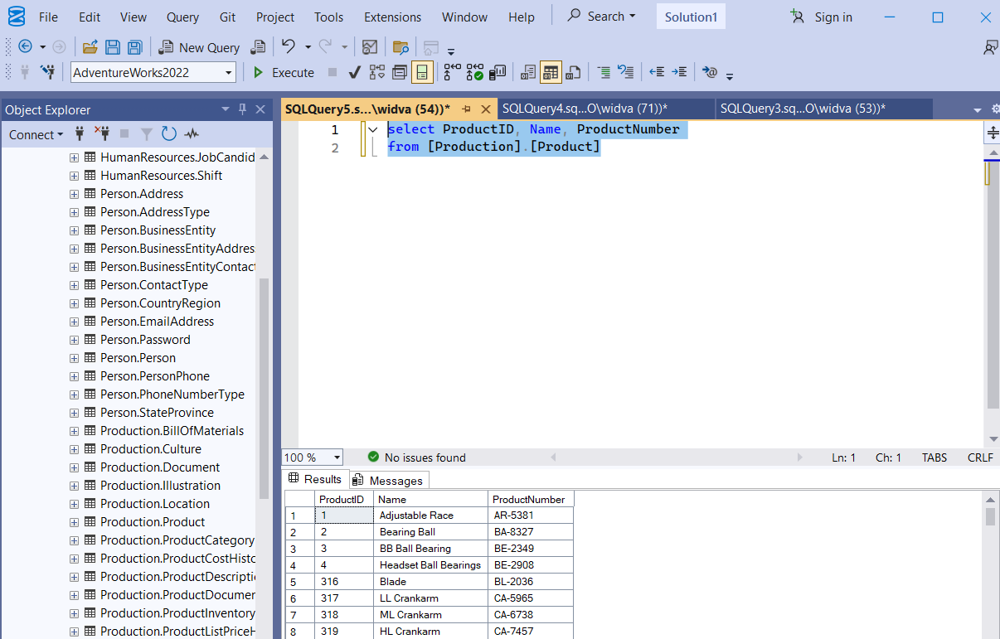 File Edit View Query Git Project Tools Extensions Window Help Search Solution1 Sign in
New Query
AdventureWorks2022 Execute
Object Explorer
Connect
HumanResources.JobCandid
HumanResources.Shift
Person.Address
Person.AddressType
Person.BusinessEntity
Person.BusinessEntityAddres
Person.BusinessEntityContact
Person.ContactType
Person.CountryRegion
Person.EmailAddress
Person.Password
Person.Person
Person.PersonPhone
Person.PhoneNumberType
Person.StateProvince
Production.BillOfMaterials
Production.Culture
Production.Document
Production.Illustration
Production.Location
Production.Product
Production.ProductCategory
Production.ProductCostHisto
Production.ProductDescriptio
Production.ProductDocumer
Production.ProductInventory
Production.ProductListPriceH
SQLQuery5.s...\widva (54))* SQLQuery4.sq...O\widva (71))* SQLQuery3.sq...O\widva (53))*
1 select ProductID, Name, ProductNumber
2 from [Production].[Product]
100 % No issues found Ln: 1 Ch: 1 TABS CRLF
Results Messages
ProductID Name ProductNumber
1 1 Adjustable Race AR-5381
2 2 Bearing Ball BA-8327
3 3 BB Ball Bearing BE-2349
4 4 Headset Ball Bearings BE-2908
5 316 Blade BL-2036
6 317 LL Crankarm CA-5965
7 318 ML Crankarm CA-6738
8 319 HL Crankarm CA-7457